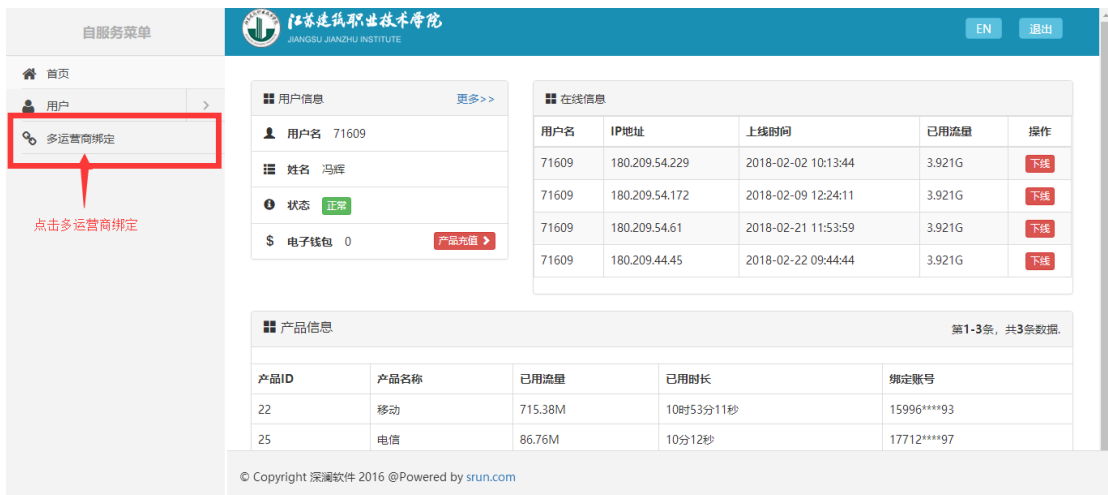 自服务菜单
首页
用户
多运营商绑定
点击多运营商绑定
江苏建筑职业技术学院
JIANGSU JIANZHU INSTITUTE
EN 退出
用户信息 更多>>
用户名 71609
姓名 冯辉
状态 正常
电子钱包 0 产品充值
在线信息
用户名 IP地址 上线时间 已用流量 操作
71609 180.209.54.229 2018-02-02 10:13:44 3.921G 下线
71609 180.209.54.172 2018-02-09 12:24:11 3.921G 下线
71609 180.209.54.61 2018-02-21 11:53:59 3.921G 下线
71609 180.209.44.45 2018-02-22 09:44:44 3.921G 下线
产品信息 第1-3条，共3条数据.
产品ID 产品名称 已用流量 已用时长 绑定账号
22 移动 715.38M 10时53分11秒 15996****93
25 电信 86.76M 10分12秒 17712****97
© Copyright 深澜软件 2016 @Powered by srun.com